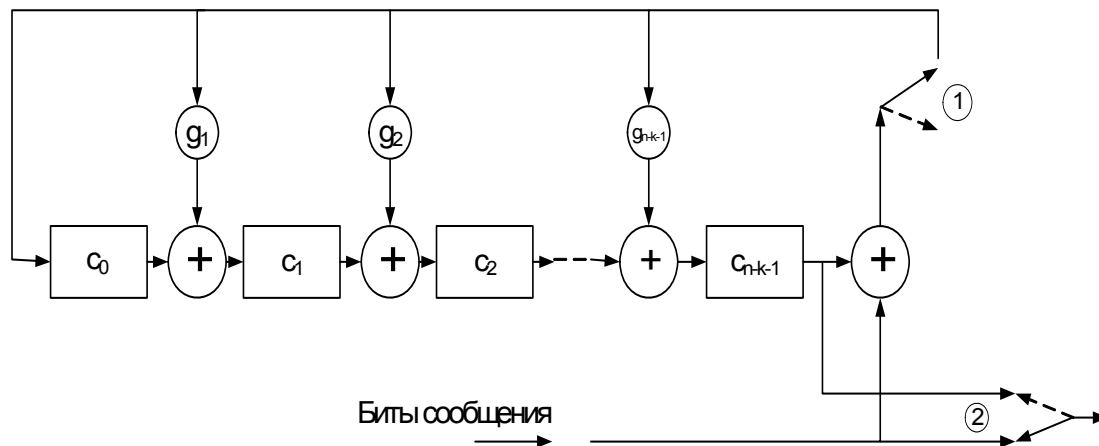 1
g1 g2 gn-k-1
c0 + c1 + c2 + cn-k-1 +
Биты сообщения
2